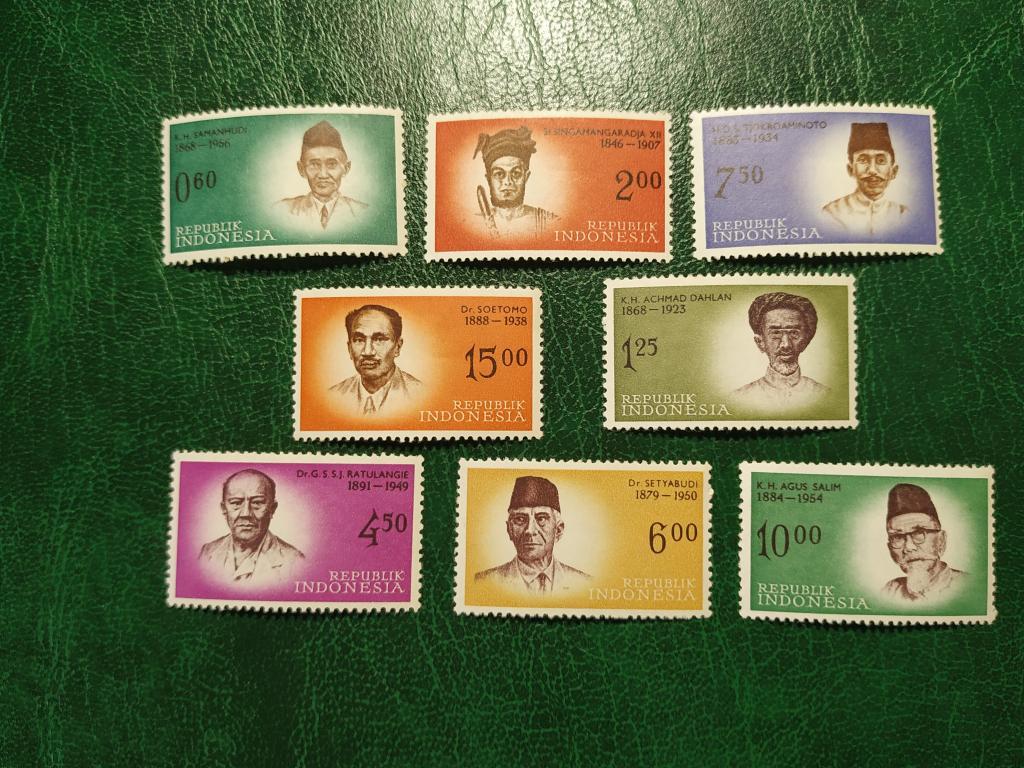 K.H. SAMANHUDI
1868–1956
0 60
REPUBLIK
INDONESIA
SI SINGAMANGARADJA XII
1846–1907
2 00
REPUBLIK
INDONESIA
H.O.S. TJOKROAMINOTO
1883–1934
7 50
REPUBLIK
INDONESIA
Dr. SOETOMO
1888–1938
15 00
REPUBLIK
INDONESIA
K.H. ACHMAD DAHLAN
1868–1923
1 25
REPUBLIK
INDONESIA
Dr. G.S.S.J. RATULANGIE
1891–1949
4 50
REPUBLIK
INDONESIA
Dr. SETYABUDI
1879–1950
6 00
REPUBLIK
INDONESIA
K.H. AGUS SALIM
1884–1954
10 00
REPUBLIK
INDONESIA